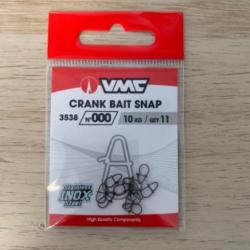 VMC
CRANK BAIT SNAP
3538 N°000 10 KG / QTY 11
INOX
High Quality Components